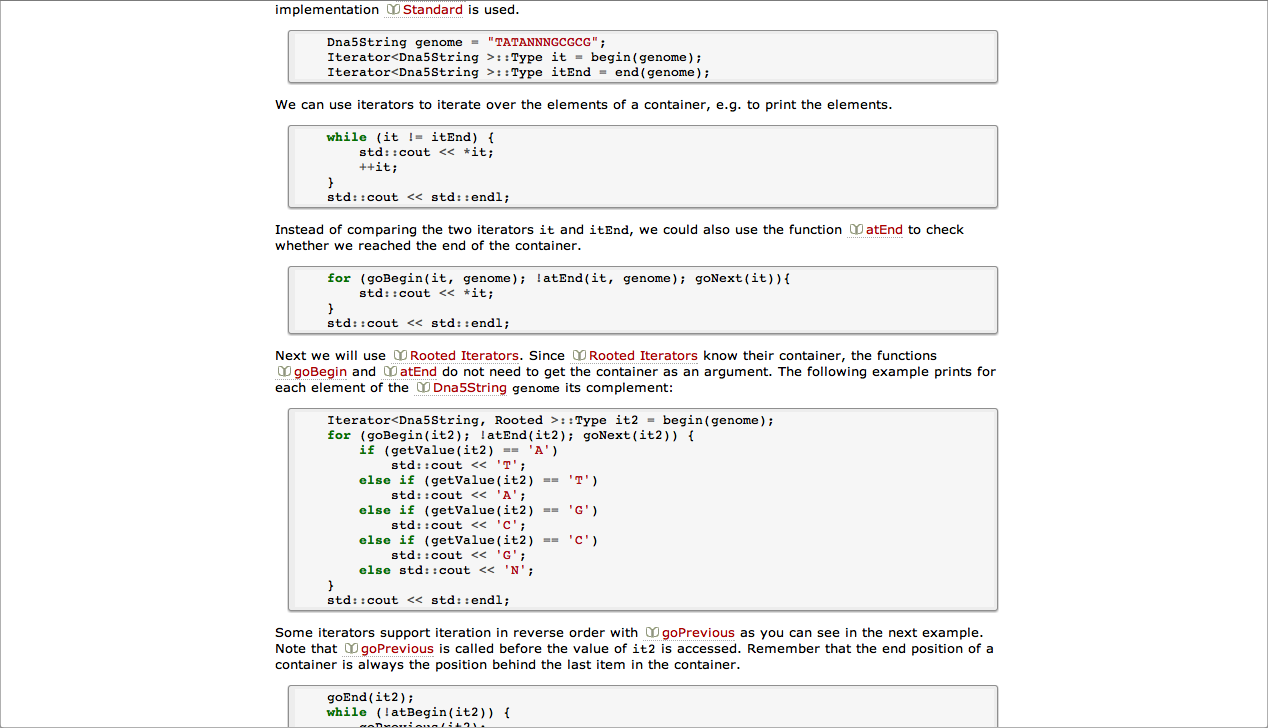 implementation Standard is used.
Dna5String genome = "TATANNNGCGCG";
Iterator<Dna5String >::Type it = begin(genome);
Iterator<Dna5String >::Type itEnd = end(genome);
We can use iterators to iterate over the elements of a container, e.g. to print the elements.
while (it != itEnd) {
    std::cout << *it;
    ++it;
}
std::cout << std::endl;
Instead of comparing the two iterators it and itEnd, we could also use the function atEnd to check
whether we reached the end of the container.
for (goBegin(it, genome); !atEnd(it, genome); goNext(it)){
    std::cout << *it;
}
std::cout << std::endl;
Next we will use Rooted Iterators. Since Rooted Iterators know their container, the functions
goBegin and atEnd do not need to get the container as an argument. The following example prints for
each element of the Dna5String genome its complement:
Iterator<Dna5String, Rooted >::Type it2 = begin(genome);
for (goBegin(it2); !atEnd(it2); goNext(it2)) {
    if (getValue(it2) == 'A')
        std::cout << 'T';
    else if (getValue(it2) == 'T')
        std::cout << 'A';
    else if (getValue(it2) == 'G')
        std::cout << 'C';
    else if (getValue(it2) == 'C')
        std::cout << 'G';
    else std::cout << 'N';
}
std::cout << std::endl;
Some iterators support iteration in reverse order with goPrevious as you can see in the next example.
Note that goPrevious is called before the value of it2 is accessed. Remember that the end position of a
container is always the position behind the last item in the container.
goEnd(it2);
while (!atBegin(it2)) {
    goPrevious(it2);